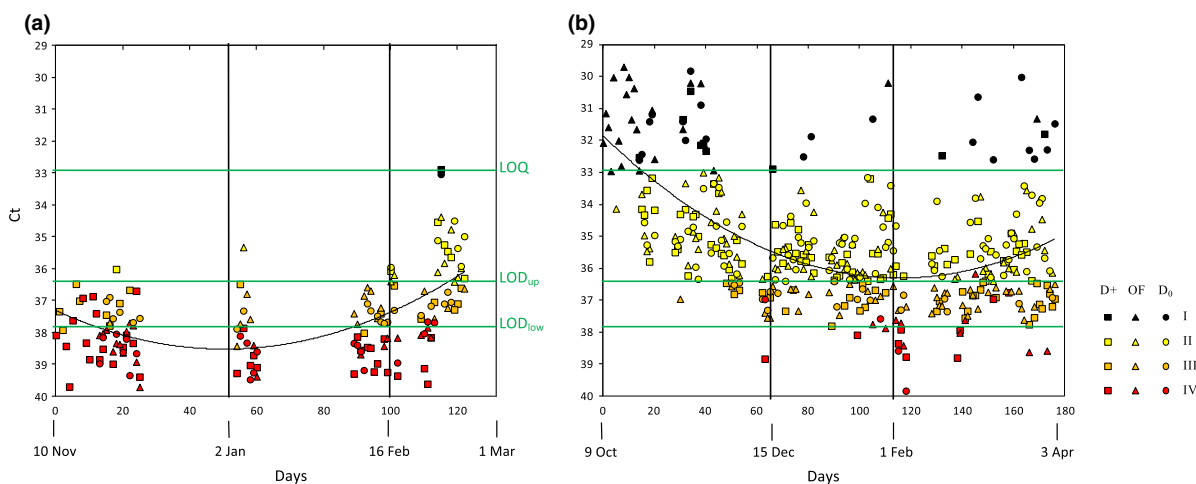 (a)
29
30
31
32
33
34
35
36
37
38
39
40
Ct
LOQ
LODup
LODlow
0 20 40 60 80 100 120
10 Nov 2 Jan 16 Feb 1 Mar
Days
(b)
29
30
31
32
33
34
35
36
37
38
39
40
0 20 40 60 80 100 120 140 160 180
9 Oct 15 Dec 1 Feb 3 Apr
Days
D+ OF D0
I
II
III
IV